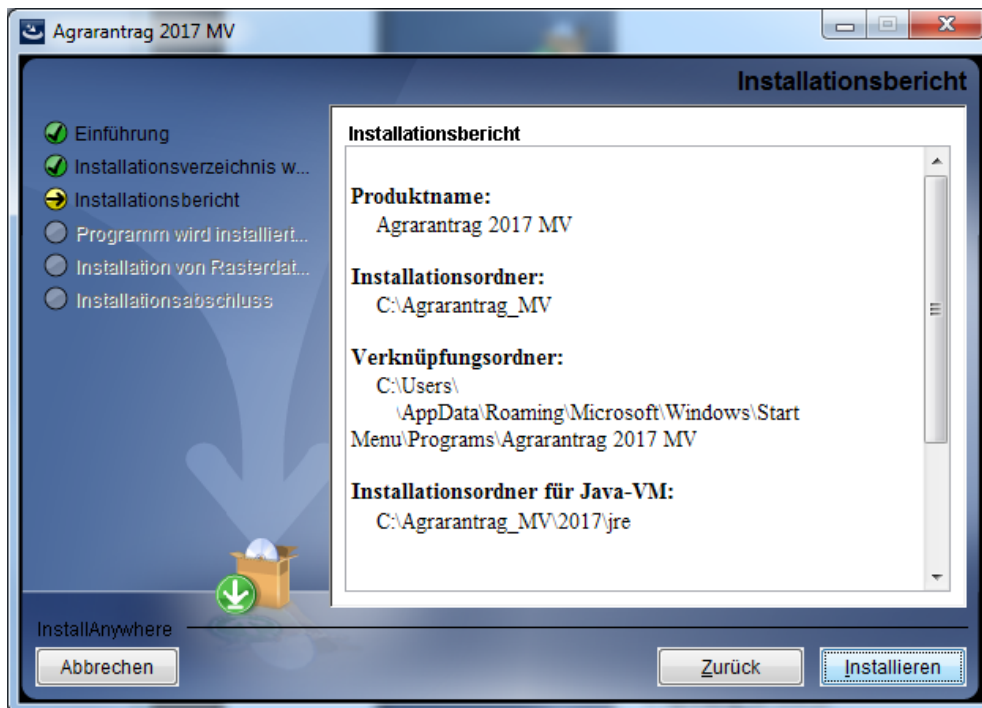 Agrarantrag 2017 MV
Installationsbericht
Einführung
Installationsverzeichnis w...
Installationsbericht
Programm wird installiert...
Installation von Rasterdat...
Installationsabschluss
Installationsbericht
Produktname:
Agrarantrag 2017 MV
Installationsordner:
C:\Agrarantrag_MV
Verknüpfungsordner:
C:\Users\
\AppData\Roaming\Microsoft\Windows\Start
Menu\Programs\Agrarantrag 2017 MV
Installationsordner für Java-VM:
C:\Agrarantrag_MV\2017\jre
InstallAnywhere
Abbrechen
Zurück
Installieren